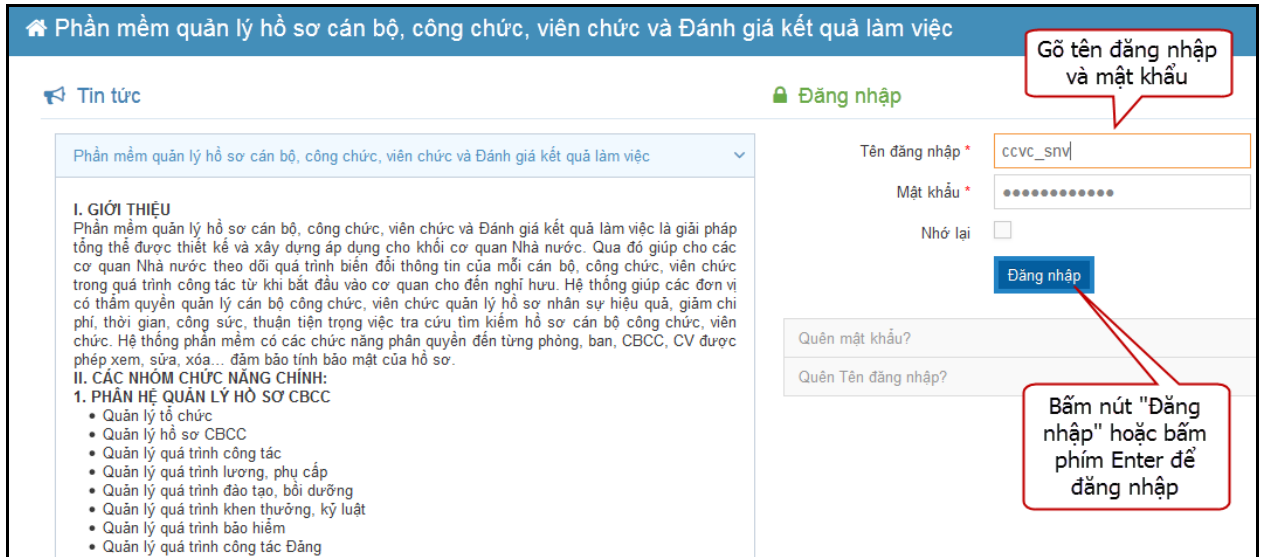 Phần mềm quản lý hồ sơ cán bộ, công chức, viên chức và Đánh giá kết quả làm việc
Gõ tên đăng nhập
và mật khẩu
Tin tức
Phần mềm quản lý hồ sơ cán bộ, công chức, viên chức và Đánh giá kết quả làm việc
I. GIỚI THIỆU
Phần mềm quản lý hồ sơ cán bộ, công chức, viên chức và Đánh giá kết quả làm việc là giải pháp
tổng thể được thiết kế và xây dựng áp dụng cho khối cơ quan Nhà nước. Qua đó giúp cho các
cơ quan Nhà nước theo dõi quá trình biến đổi thông tin của mỗi cán bộ, công chức, viên chức
trong quá trình công tác từ khi bắt đầu vào cơ quan cho đến nghỉ hưu. Hệ thống giúp các đơn vị
có thẩm quyền quản lý cán bộ công chức, viên chức quản lý hồ sơ nhân sự hiệu quả, giảm chi
phí, thời gian, công sức, thuận tiện trọng việc tra cứu tìm kiếm hồ sơ cán bộ công chức, viên
chức. Hệ thống phần mềm có các chức năng phân quyền đến từng phòng, ban, CBCC, CV được
phép xem, sửa, xóa... đảm bảo tính bảo mật của hồ sơ.
II. CÁC NHÓM CHỨC NĂNG CHÍNH:
1. PHÂN HỆ QUẢN LÝ HỒ SƠ CBCC
• Quản lý tổ chức
• Quản lý hồ sơ CBCC
• Quản lý quá trình công tác
• Quản lý quá trình lương, phụ cấp
• Quản lý quá trình đào tạo, bồi dưỡng
• Quản lý quá trình khen thưởng, kỷ luật
• Quản lý quá trình bảo hiểm
• Quản lý quá trình công tác Đảng
Đăng nhập
Tên đăng nhập *
ccvc_snv
Mật khẩu *
●●●●●●●●●●●●
Nhớ lại
Đăng nhập
Quên mật khẩu?
Quên Tên đăng nhập?
Bấm nút "Đăng
nhập" hoặc bấm
phím Enter để
đăng nhập